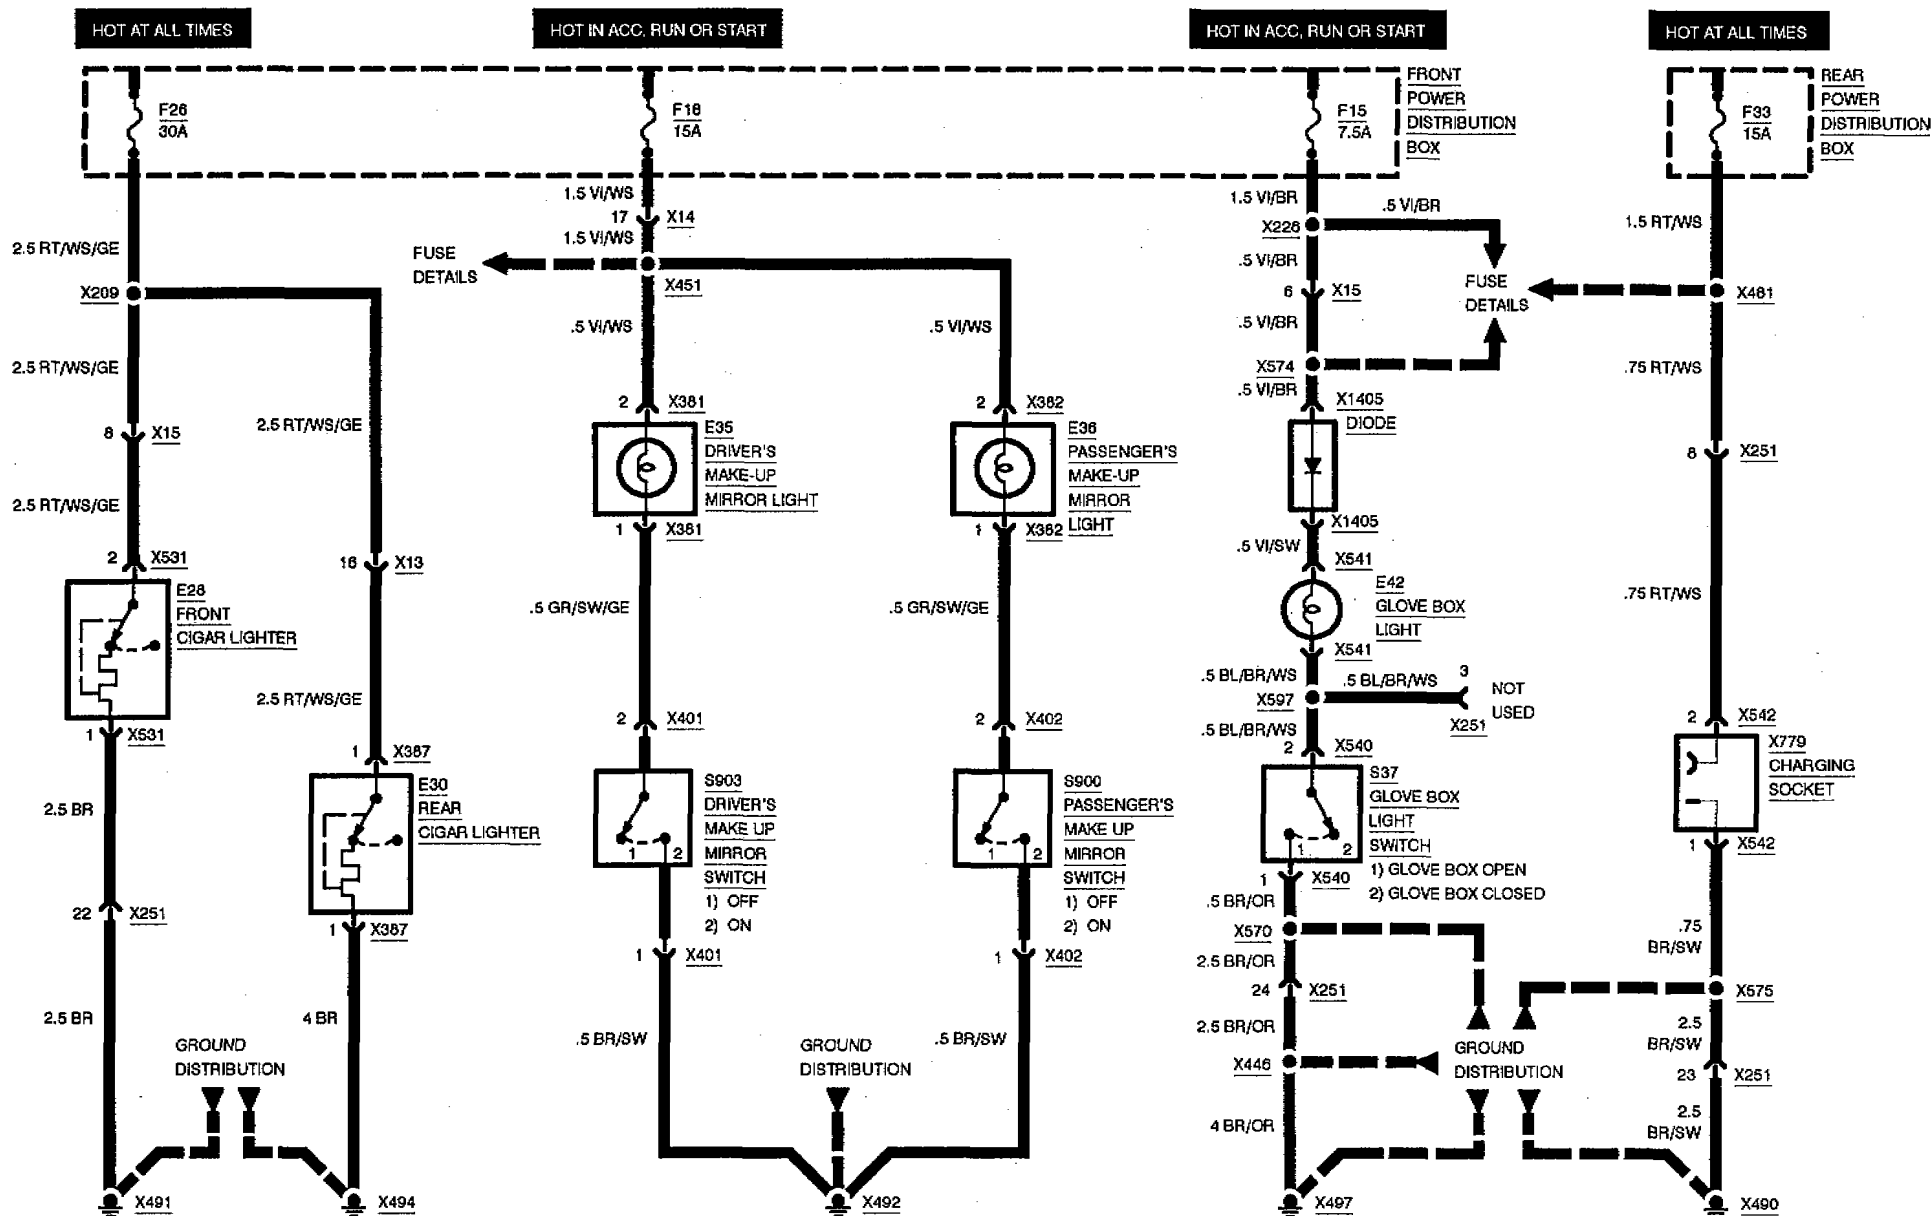 HOT AT ALL TIMES
HOT IN ACC, RUN OR START
HOT IN ACC, RUN OR START
HOT AT ALL TIMES
F26
30A
F18
15A
F15
7.5A
FRONT
POWER
DISTRIBUTION
BOX
F33
15A
REAR
POWER
DISTRIBUTION
BOX
2.5 RT/WS/GE
X209
2.5 RT/WS/GE
8 X15
2.5 RT/WS/GE
2 X531
E28
FRONT
CIGAR LIGHTER
1 X531
2.5 BR
22 X251
2.5 BR
X491
2.5 RT/WS/GE
16 X13
2.5 RT/WS/GE
1 X387
E30
REAR
CIGAR LIGHTER
1 X387
4 BR
GROUND
DISTRIBUTION
X494
1.5 VI/WS
17 X14
1.5 VI/WS
FUSE
DETAILS
X451
.5 VI/WS
2 X381
E35
DRIVER'S
MAKE-UP
MIRROR LIGHT
1 X381
.5 GR/SW/GE
2 X401
S903
DRIVER'S
MAKE UP
MIRROR
SWITCH
1) OFF
2) ON
1 2
1 X401
.5 BR/SW
.5 VI/WS
2 X382
E36
PASSENGER'S
MAKE-UP
MIRROR
LIGHT
1 X382
.5 GR/SW/GE
2 X402
S900
PASSENGER'S
MAKE UP
MIRROR
SWITCH
1) OFF
2) ON
1 2
1 X402
.5 BR/SW
GROUND
DISTRIBUTION
X492
1.5 VI/BR
X226
.5 VI/BR
.5 VI/BR
6 X15
.5 VI/BR
X574
.5 VI/BR
FUSE
DETAILS
X1405
DIODE
X1405
.5 VI/SW
X541
E42
GLOVE BOX
LIGHT
X541
.5 BL/BR/WS
X597
.5 BL/BR/WS
3
X251
NOT
USED
.5 BL/BR/WS
2 X540
S37
GLOVE BOX
LIGHT
SWITCH
1) GLOVE BOX OPEN
2) GLOVE BOX CLOSED
1 2
1 X540
.5 BR/OR
X570
2.5 BR/OR
24 X251
2.5 BR/OR
X446
4 BR/OR
GROUND
DISTRIBUTION
X497
1.5 RT/WS
X481
.75 RT/WS
8 X251
.75 RT/WS
2 X542
X779
CHARGING
SOCKET
1 X542
.75
BR/SW
X575
2.5
BR/SW
23 X251
2.5
BR/SW
X490